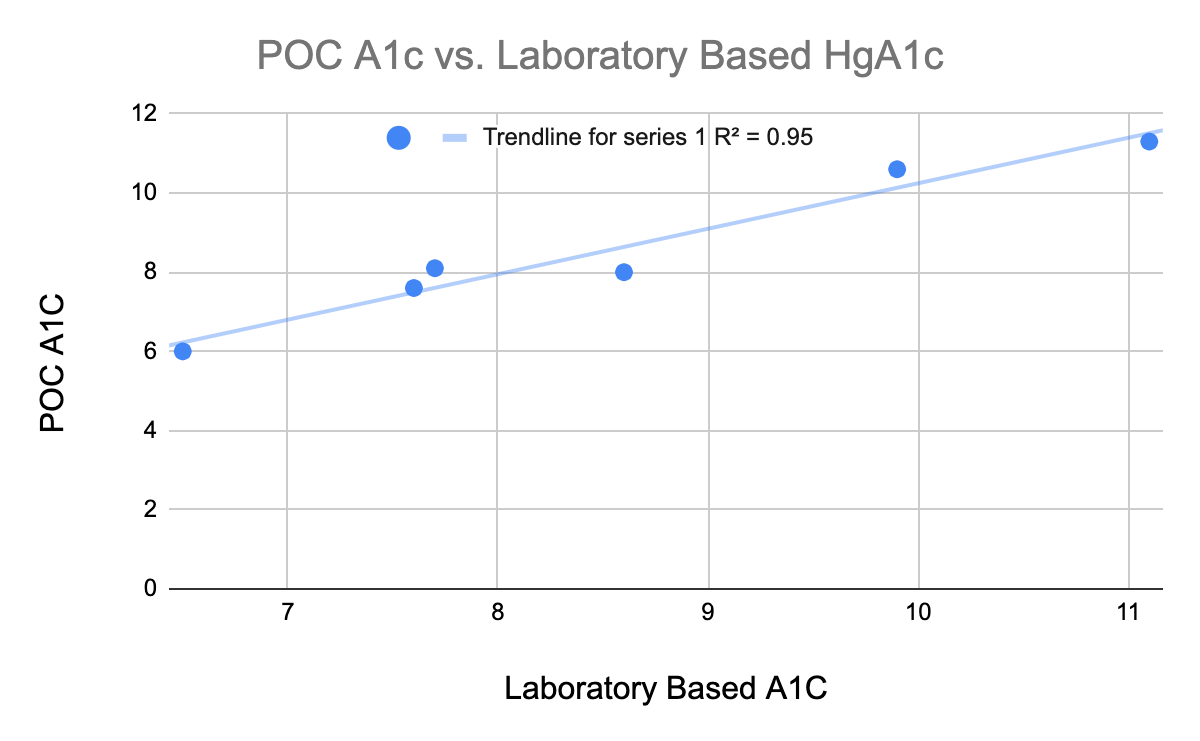 POC A1c vs. Laboratory Based HgA1c
Trendline for series 1 R² = 0.95
12
10
8
6
4
2
0
POC A1C
7 8 9 10 11
Laboratory Based A1C